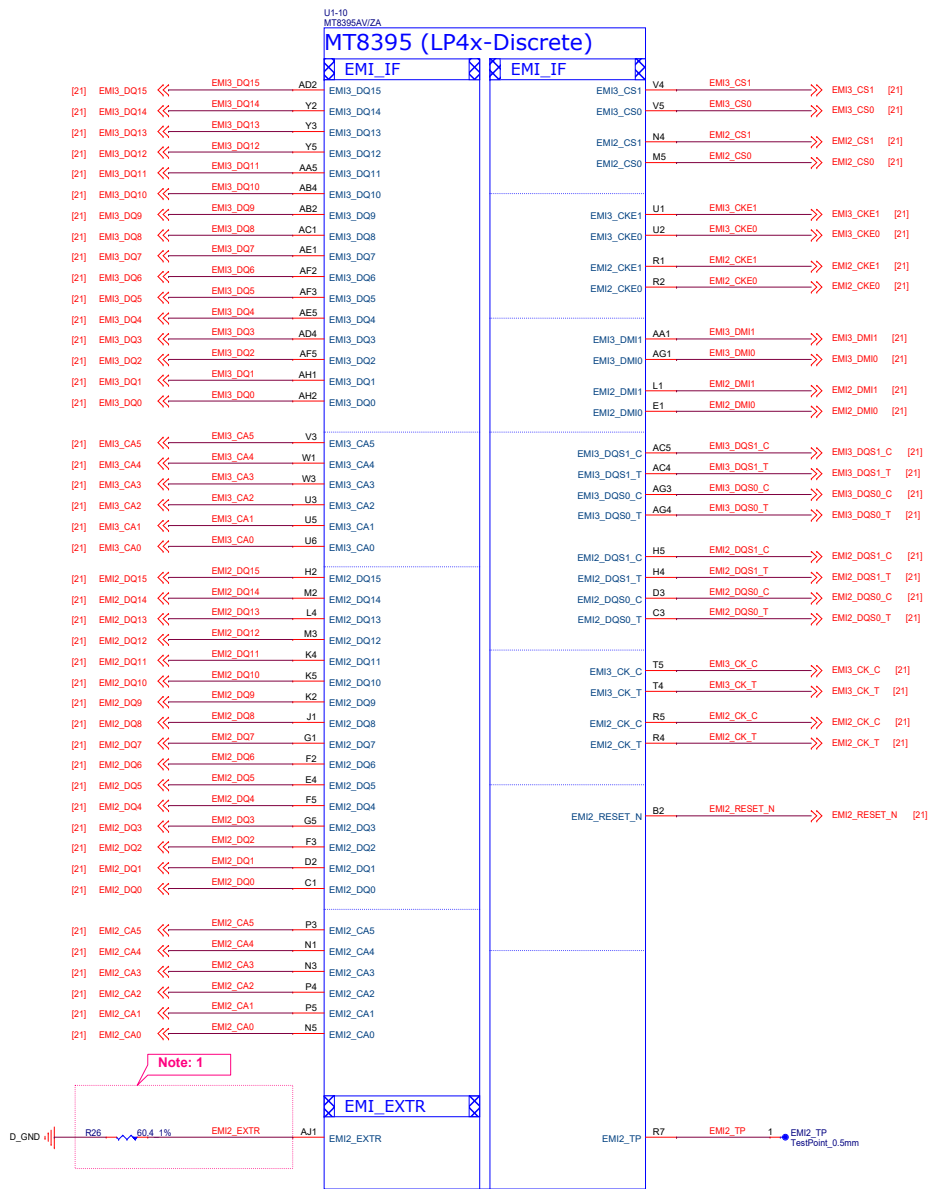 U1-10
MT8395AV/ZA
MT8395 (LP4x-Discrete)
EMI_IF EMI_IF
[21] EMI3_DQ15 EMI3_DQ15 AD2 EMI3_DQ15
[21] EMI3_DQ14 EMI3_DQ14 Y2 EMI3_DQ14
[21] EMI3_DQ13 EMI3_DQ13 Y3 EMI3_DQ13
[21] EMI3_DQ12 EMI3_DQ12 Y5 EMI3_DQ12
[21] EMI3_DQ11 EMI3_DQ11 AA5 EMI3_DQ11
[21] EMI3_DQ10 EMI3_DQ10 AB4 EMI3_DQ10
[21] EMI3_DQ9 EMI3_DQ9 AB2 EMI3_DQ9
[21] EMI3_DQ8 EMI3_DQ8 AC1 EMI3_DQ8
[21] EMI3_DQ7 EMI3_DQ7 AE1 EMI3_DQ7
[21] EMI3_DQ6 EMI3_DQ6 AF2 EMI3_DQ6
[21] EMI3_DQ5 EMI3_DQ5 AF3 EMI3_DQ5
[21] EMI3_DQ4 EMI3_DQ4 AE5 EMI3_DQ4
[21] EMI3_DQ3 EMI3_DQ3 AD4 EMI3_DQ3
[21] EMI3_DQ2 EMI3_DQ2 AF5 EMI3_DQ2
[21] EMI3_DQ1 EMI3_DQ1 AH1 EMI3_DQ1
[21] EMI3_DQ0 EMI3_DQ0 AH2 EMI3_DQ0
[21] EMI3_CA5 EMI3_CA5 V3 EMI3_CA5
[21] EMI3_CA4 EMI3_CA4 W1 EMI3_CA4
[21] EMI3_CA3 EMI3_CA3 W3 EMI3_CA3
[21] EMI3_CA2 EMI3_CA2 U3 EMI3_CA2
[21] EMI3_CA1 EMI3_CA1 U5 EMI3_CA1
[21] EMI3_CA0 EMI3_CA0 U6 EMI3_CA0
[21] EMI2_DQ15 EMI2_DQ15 H2 EMI2_DQ15
[21] EMI2_DQ14 EMI2_DQ14 M2 EMI2_DQ14
[21] EMI2_DQ13 EMI2_DQ13 L4 EMI2_DQ13
[21] EMI2_DQ12 EMI2_DQ12 M3 EMI2_DQ12
[21] EMI2_DQ11 EMI2_DQ11 K4 EMI2_DQ11
[21] EMI2_DQ10 EMI2_DQ10 K5 EMI2_DQ10
[21] EMI2_DQ9 EMI2_DQ9 K2 EMI2_DQ9
[21] EMI2_DQ8 EMI2_DQ8 J1 EMI2_DQ8
[21] EMI2_DQ7 EMI2_DQ7 G1 EMI2_DQ7
[21] EMI2_DQ6 EMI2_DQ6 F2 EMI2_DQ6
[21] EMI2_DQ5 EMI2_DQ5 E4 EMI2_DQ5
[21] EMI2_DQ4 EMI2_DQ4 F5 EMI2_DQ4
[21] EMI2_DQ3 EMI2_DQ3 G5 EMI2_DQ3
[21] EMI2_DQ2 EMI2_DQ2 F3 EMI2_DQ2
[21] EMI2_DQ1 EMI2_DQ1 D2 EMI2_DQ1
[21] EMI2_DQ0 EMI2_DQ0 C1 EMI2_DQ0
[21] EMI2_CA5 EMI2_CA5 P3 EMI2_CA5
[21] EMI2_CA4 EMI2_CA4 N1 EMI2_CA4
[21] EMI2_CA3 EMI2_CA3 N3 EMI2_CA3
[21] EMI2_CA2 EMI2_CA2 P4 EMI2_CA2
[21] EMI2_CA1 EMI2_CA1 P5 EMI2_CA1
[21] EMI2_CA0 EMI2_CA0 N5 EMI2_CA0
Note: 1
EMI_EXTR
D_GND R26 60.4_1% EMI2_EXTR AJ1 EMI2_EXTR
EMI3_CS1 V4 EMI3_CS1 EMI3_CS1 [21]
EMI3_CS0 V5 EMI3_CS0 EMI3_CS0 [21]
EMI2_CS1 N4 EMI2_CS1 EMI2_CS1 [21]
EMI2_CS0 M5 EMI2_CS0 EMI2_CS0 [21]
EMI3_CKE1 U1 EMI3_CKE1 EMI3_CKE1 [21]
EMI3_CKE0 U2 EMI3_CKE0 EMI3_CKE0 [21]
EMI2_CKE1 R1 EMI2_CKE1 EMI2_CKE1 [21]
EMI2_CKE0 R2 EMI2_CKE0 EMI2_CKE0 [21]
EMI3_DMI1 AA1 EMI3_DMI1 EMI3_DMI1 [21]
EMI3_DMI0 AG1 EMI3_DMI0 EMI3_DMI0 [21]
EMI2_DMI1 L1 EMI2_DMI1 EMI2_DMI1 [21]
EMI2_DMI0 E1 EMI2_DMI0 EMI2_DMI0 [21]
EMI3_DQS1_C AC5 EMI3_DQS1_C EMI3_DQS1_C [21]
EMI3_DQS1_T AC4 EMI3_DQS1_T EMI3_DQS1_T [21]
EMI3_DQS0_C AG3 EMI3_DQS0_C EMI3_DQS0_C [21]
EMI3_DQS0_T AG4 EMI3_DQS0_T EMI3_DQS0_T [21]
EMI2_DQS1_C H5 EMI2_DQS1_C EMI2_DQS1_C [21]
EMI2_DQS1_T H4 EMI2_DQS1_T EMI2_DQS1_T [21]
EMI2_DQS0_C D3 EMI2_DQS0_C EMI2_DQS0_C [21]
EMI2_DQS0_T C3 EMI2_DQS0_T EMI2_DQS0_T [21]
EMI3_CK_C T5 EMI3_CK_C EMI3_CK_C [21]
EMI3_CK_T T4 EMI3_CK_T EMI3_CK_T [21]
EMI2_CK_C R5 EMI2_CK_C EMI2_CK_C [21]
EMI2_CK_T R4 EMI2_CK_T EMI2_CK_T [21]
EMI2_RESET_N B2 EMI2_RESET_N EMI2_RESET_N [21]
EMI2_TP R7 EMI2_TP 1 EMI2_TP
TestPoint_0.5mm